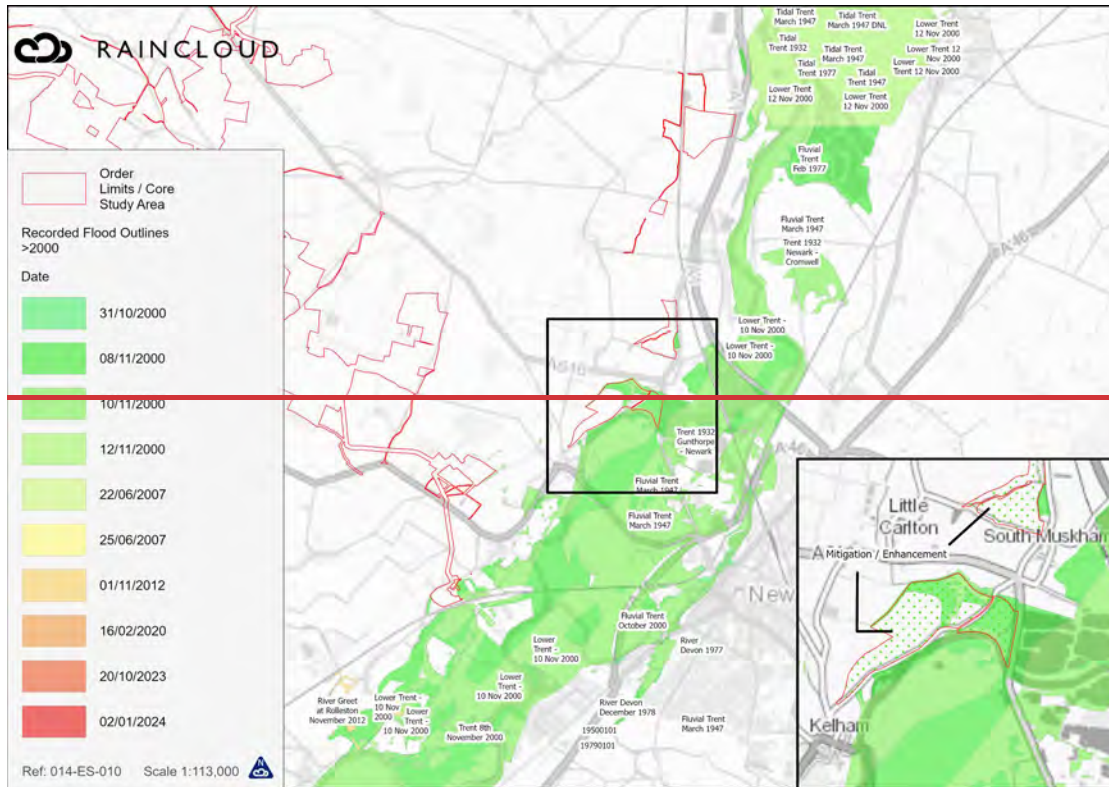 RAINCLOUD
Order
Limits / Core
Study Area
Recorded Flood Outlines
>2000
Date
31/10/2000
08/11/2000
10/11/2000
12/11/2000
22/06/2007
25/06/2007
01/11/2012
16/02/2020
20/10/2023
02/01/2024
Ref: 014-ES-010 Scale 1:113,000
N
Tidal Trent
March 1947
Tidal Trent
March 1947 DNL
Lower Trent
12 Nov 2000
Tidal
Trent 1932
Tidal Trent
March 1947
Lower Trent 12
Nov 2000
Tidal
Trent 1977
Lower
Trent 12 Nov 2000
Tidal
Trent 1947
Lower Trent
12 Nov 2000
Lower Trent
12 Nov 2000
Fluvial
Trent
Feb 1977
Fluvial Trent
March 1947
Trent 1932
Newark -
Cromwell
A46
Lower Trent -
10 Nov 2000
Lower Trent -
10 Nov 2000
A616
Trent 1932
Gunthorpe
- Newark
A46
Fluvial Trent
March 1947
Fluvial Trent
March 1947
New
Fluvial Trent
October 2000
River
Devon 1977
Lower
Trent -
10 Nov 2000
Lower
Trent -
10 Nov 2000
River Greet
at Rolleston
November 2012
Lower Trent -
10 Nov
2000
Lower
Trent -
10 Nov 2000
Trent 8th
November 2000
River Devon
December 1978
19500101
19790101
Fluvial Trent
March 1947
Little
Carlton
South Muskham
Mitigation / Enhancement
Kelham